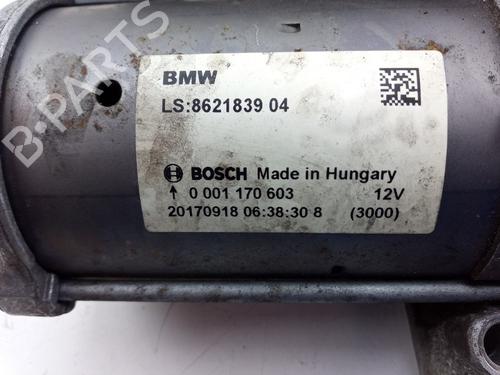 BMW
LS:8621839 04
BOSCH Made in Hungary
↑ 0 001 170 603 12V
20170918 06:38:30 8 (3000)
B-PARTS